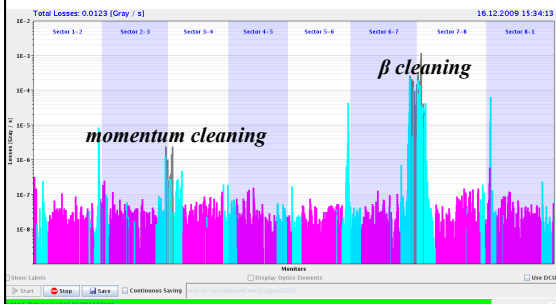 Total Losses: 0.0123 [Gray / s] 16.12.2009 15:34:13
1E-2
Sector 1-2 Sector 2-3 Sector 3-4 Sector 4-5 Sector 5-6 Sector 6-7 Sector 7-8 Sector 8-1
1E-3
β cleaning
1E-4
Losses [Gray / s]
1E-5
momentum cleaning
1E-6
1E-7
1E-8
Monitors
Show Labels Display Optics Elements Use DCU
Start Stop Save Continuous Saving